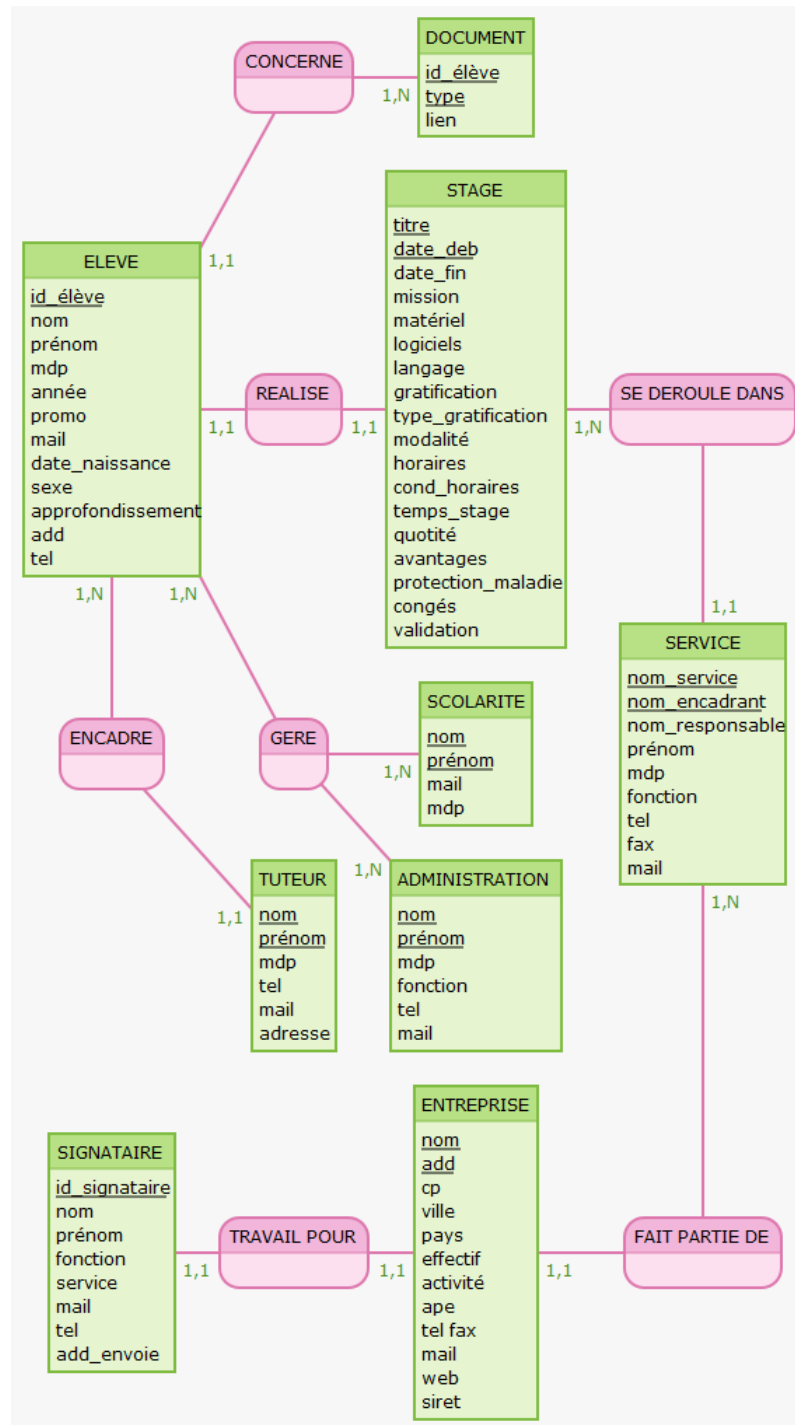 DOCUMENT
id_élève
type
lien
CONCERNE
1,N
1,1
STAGE
titre
date_deb
date_fin
mission
matériel
logiciels
langage
gratification
type_gratification
modalité
horaires
cond_horaires
temps_stage
quotité
avantages
protection_maladie
congés
validation
ELEVE
id_élève
nom
prénom
mdp
année
promo
mail
date_naissance
sexe
approfondissement
add
tel
REALISE
1,1
1,1
SE DEROULE DANS
1,N
1,1
1,N
1,N
SERVICE
nom_service
nom_encadrant
nom_responsable
prénom
mdp
fonction
tel
fax
mail
1,N
ENCADRE
GERE
SCOLARITE
nom
prénom
mail
mdp
1,N
1,N
1,1
TUTEUR
nom
prénom
mdp
tel
mail
adresse
ADMINISTRATION
nom
prénom
mdp
fonction
tel
mail
SIGNATAIRE
id_signataire
nom
prénom
fonction
service
mail
tel
add_envoie
TRAVAIL POUR
1,1
1,1
ENTREPRISE
nom
add
cp
ville
pays
effectif
activité
ape
tel fax
mail
web
siret
1,1
FAIT PARTIE DE